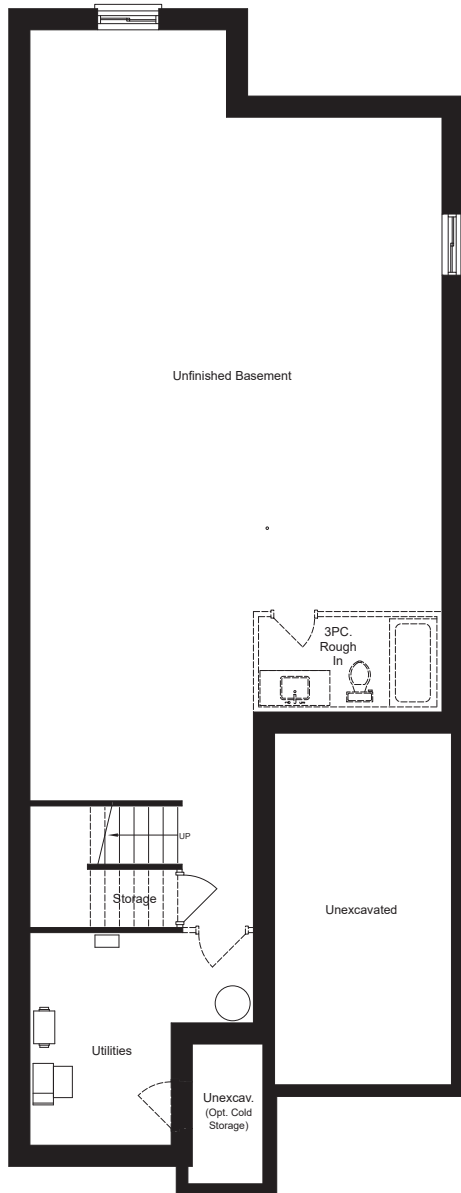 Unfinished Basement
3PC.
Rough
In
UP
Storage
Unexcavated
Utilities
Unexcav.
(Opt. Cold
Storage)